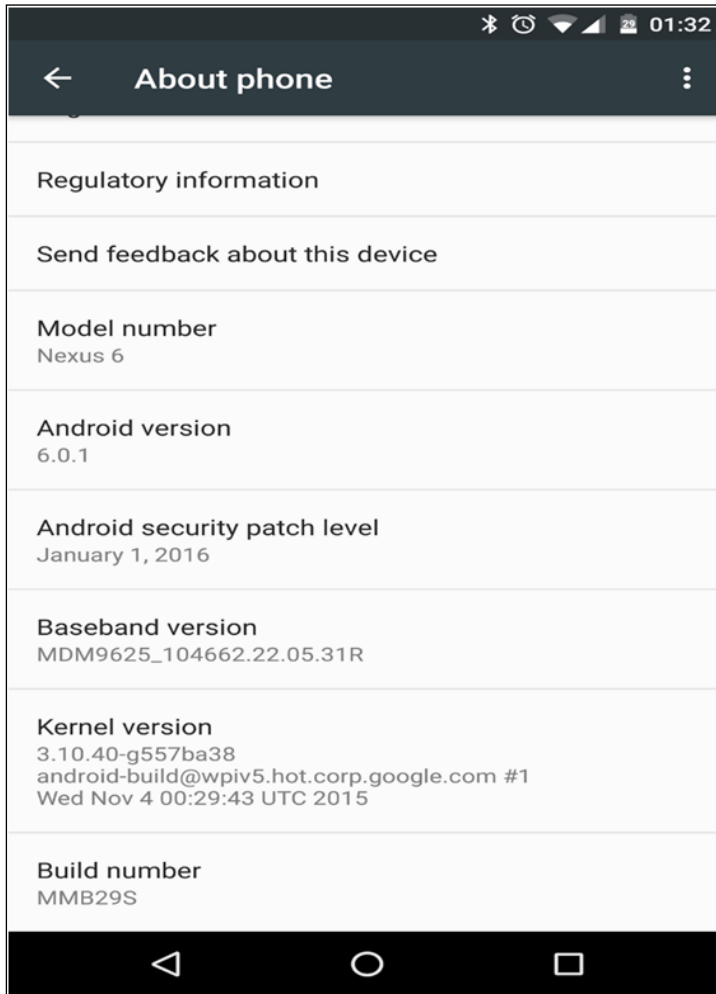 29 01:32
About phone
Regulatory information
Send feedback about this device
Model number
Nexus 6
Android version
6.0.1
Android security patch level
January 1, 2016
Baseband version
MDM9625_104662.22.05.31R
Kernel version
3.10.40-g557ba38
android-build@wpiv5.hot.corp.google.com #1
Wed Nov 4 00:29:43 UTC 2015
Build number
MMB29S